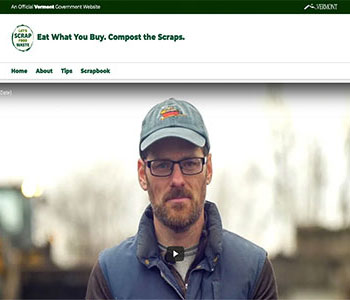 An Official Vermont Government Website
VERMONT
LET'S
SCRAP
FOOD
WASTE
Eat What You Buy. Compost the Scraps.
Home About Tips Scrapbook